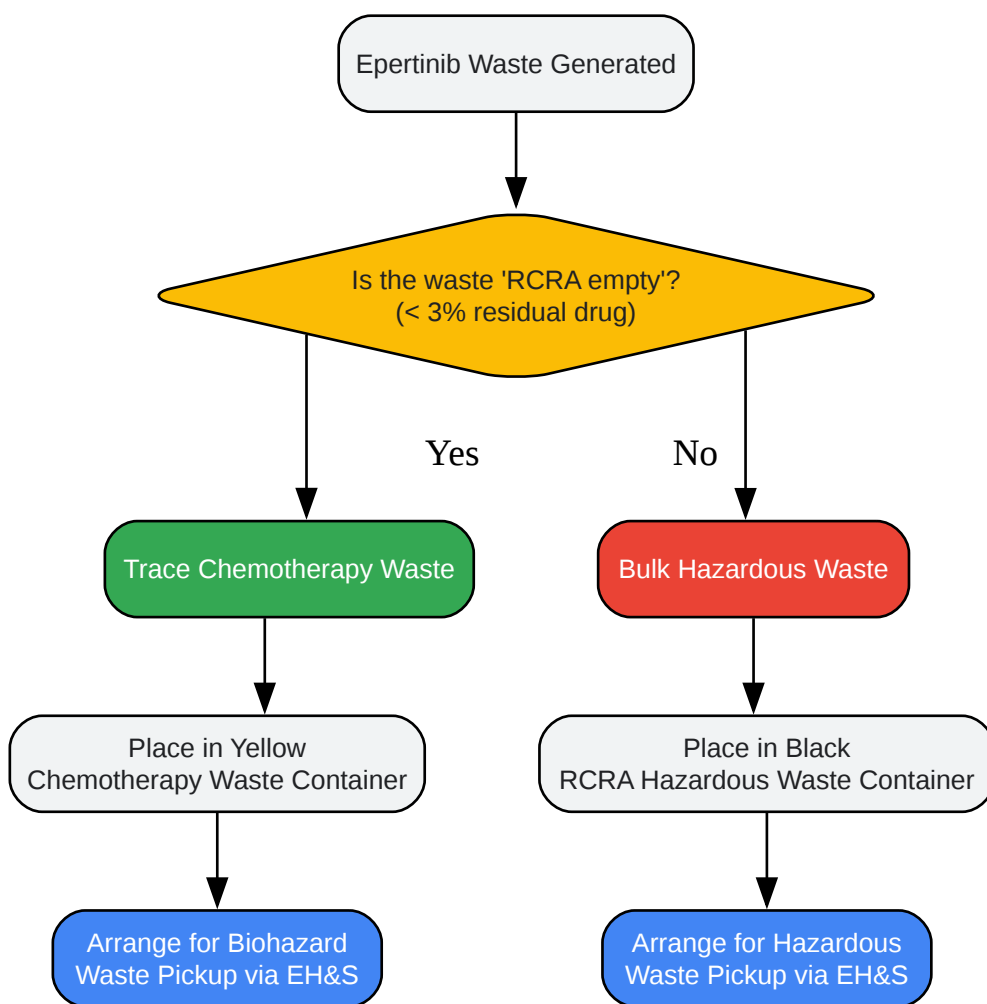 Epertinib Waste Generated
Is the waste 'RCRA empty'?
(< 3% residual drug)
Yes
No
Trace Chemotherapy Waste
Bulk Hazardous Waste
Place in Yellow
Chemotherapy Waste Container
Place in Black
RCRA Hazardous Waste Container
Arrange for Biohazard
Waste Pickup via EH&S
Arrange for Hazardous
Waste Pickup via EH&S